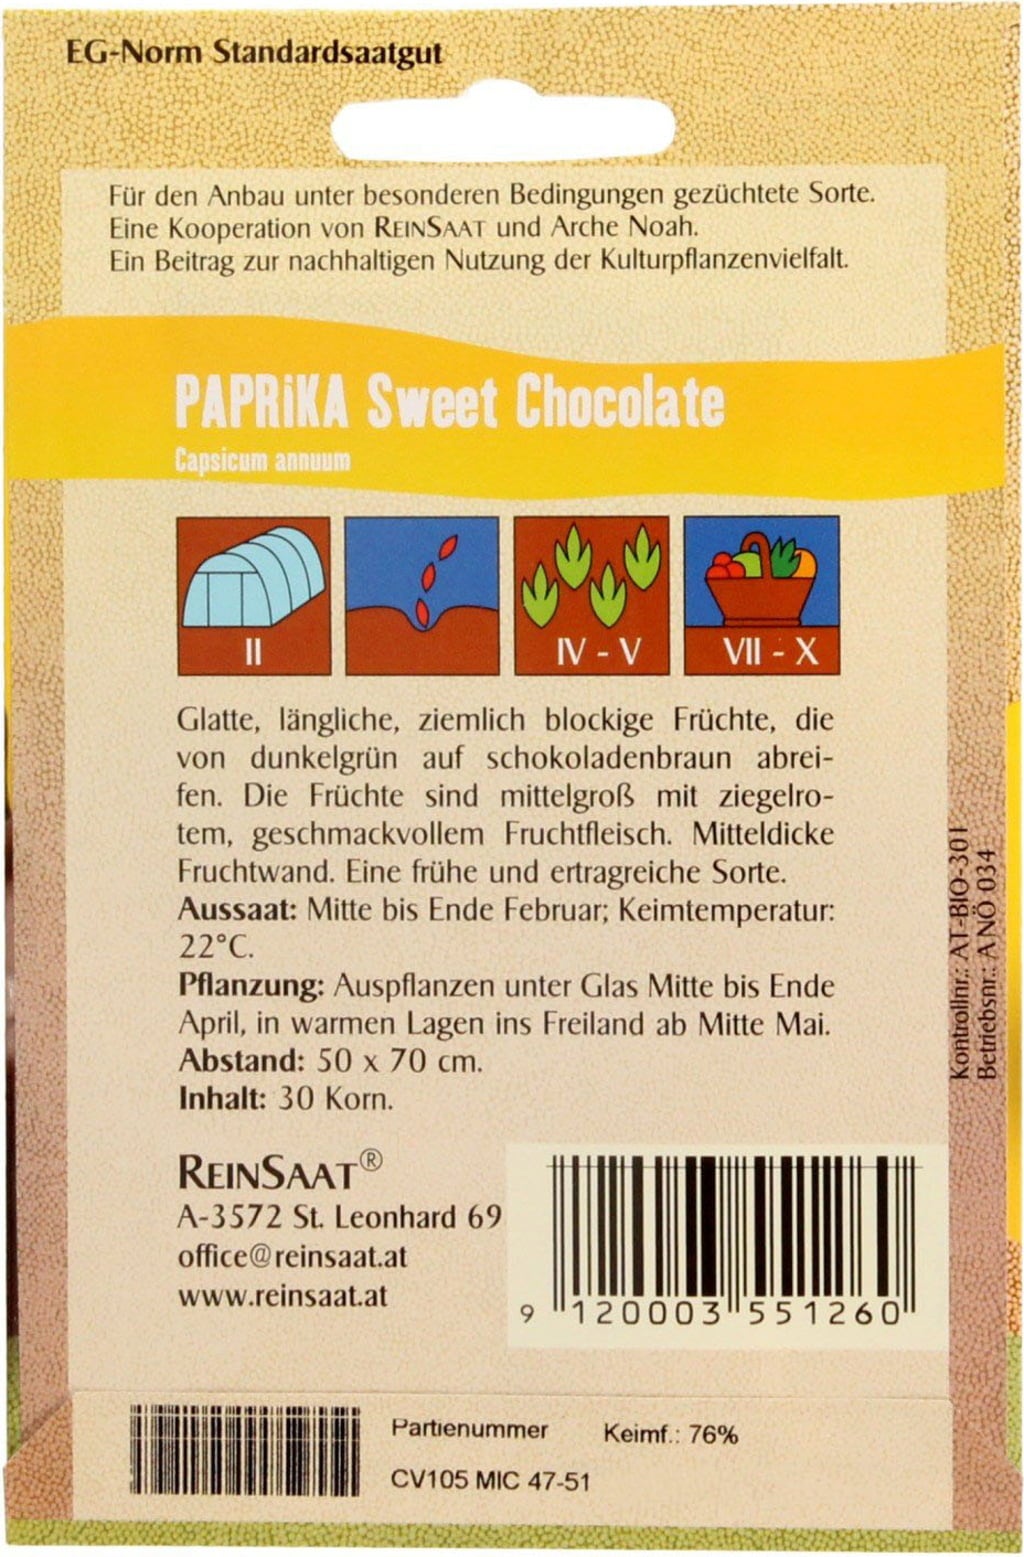 EG-Norm Standardsaatgut
Für den Anbau unter besonderen Bedingungen gezüchtete Sorte.
Eine Kooperation von REINSAAT und Arche Noah.
Ein Beitrag zur nachhaltigen Nutzung der Kulturpflanzenvielfalt.
PAPRiKA Sweet Chocolate
Capsicum annuum
II
IV - V
VII - X
Glatte, längliche, ziemlich blockige Früchte, die
von dunkelgrün auf schokoladenbraun abrei-
fen. Die Früchte sind mittelgroß mit ziegelro-
tem, geschmackvollem Fruchtfleisch. Mitteldicke
Fruchtwand. Eine frühe und ertragreiche Sorte.
Aussaat: Mitte bis Ende Februar; Keimtemperatur:
22°C.
Pflanzung: Auspflanzen unter Glas Mitte bis Ende
April, in warmen Lagen ins Freiland ab Mitte Mai.
Abstand: 50 x 70 cm.
Inhalt: 30 Korn.
Kontrollnr.: AT-BIO-301
Betriebsnr.: A NÖ 034
REINSAAT®
A-3572 St. Leonhard 69
office@reinsaat.at
www.reinsaat.at
9 120003 551260
Partienummer Keimf.: 76%
CV105 MIC 47-51